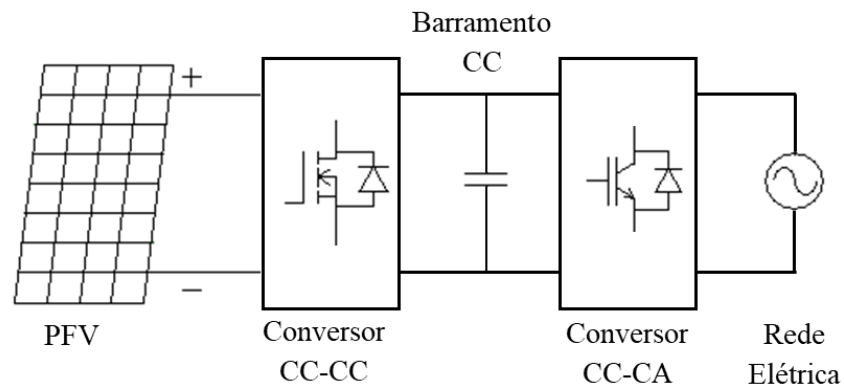 Barramento
CC
+
−
PFV
Conversor
CC-CC
Conversor
CC-CA
Rede
Elétrica